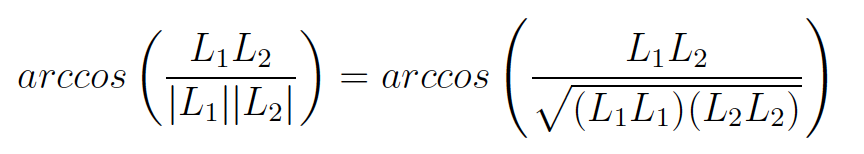 arccos(L₁L₂ / |L₁||L₂|) = arccos(L₁L₂ / √((L₁L₁)(L₂L₂)))